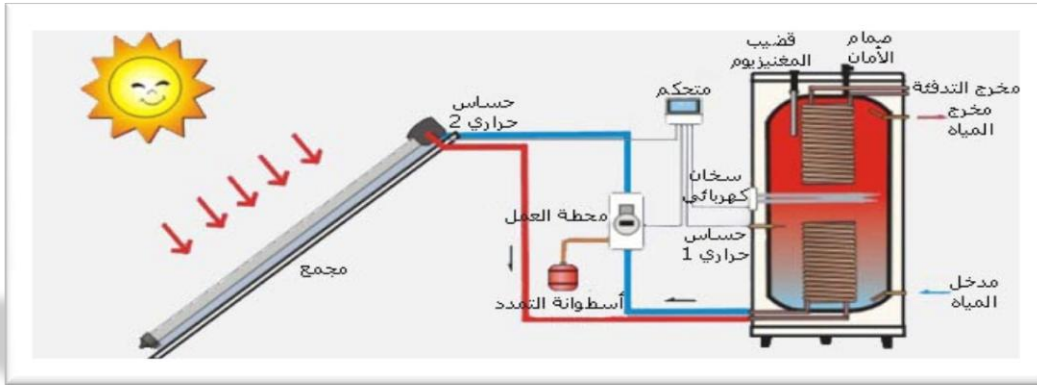 صمام
الأمان
قضيب
المغنيزيوم
مخرج التدفئة
مخرج
المياه
متحكم
حساس
حراري 2
سخان
كهربائي
محطة العمل
حساس
حراري 1
مجمع
أسطوانة التمدد
مدخل
المياه